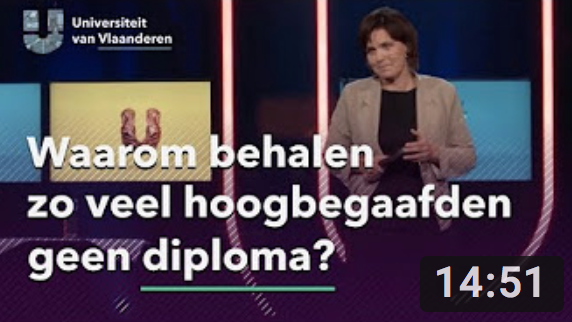 Universiteit
van Vlaanderen
Waarom behalen
zo veel hoogbegaafden
geen diploma?
14:51